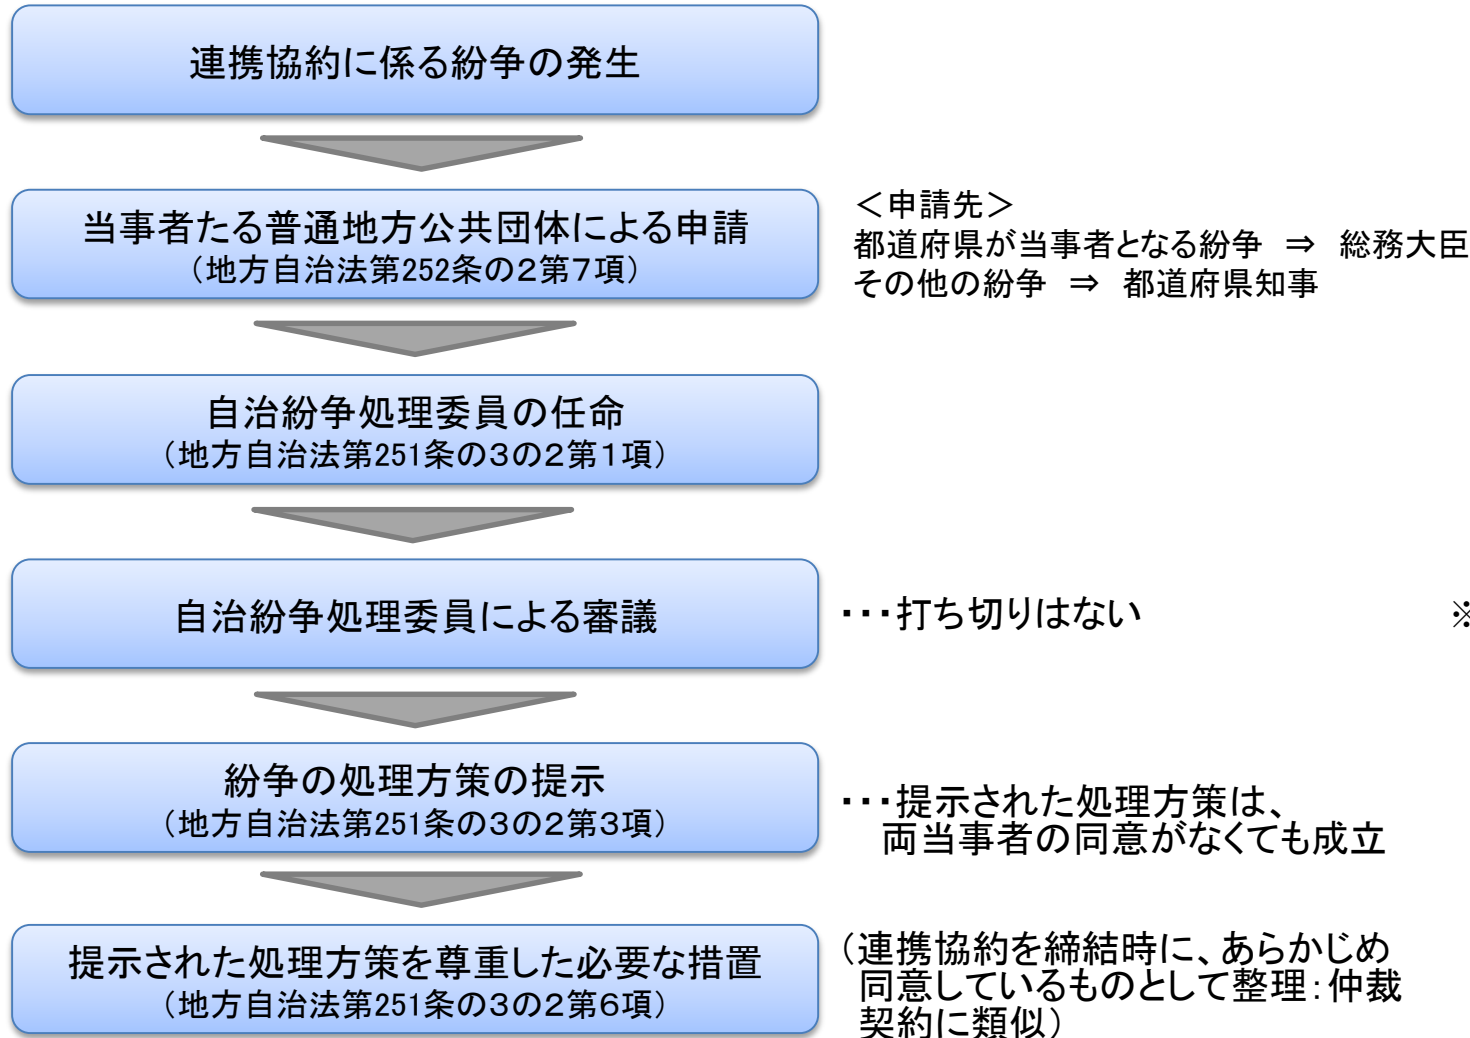 連携協約に係る紛争の発生
当事者たる普通地方公共団体による申請
（地方自治法第252条の２第７項）
＜申請先＞
都道府県が当事者となる紛争　⇒　総務大臣
その他の紛争　⇒　都道府県知事
自治紛争処理委員の任命
（地方自治法第251条の３の２第１項）
自治紛争処理委員による審議
・・・打ち切りはない
※
紛争の処理方策の提示
（地方自治法第251条の３の２第３項）
・・・提示された処理方策は、
両当事者の同意がなくても成立
提示された処理方策を尊重した必要な措置
（地方自治法第251条の３の２第６項）
（連携協約を締結時に、あらかじめ
同意しているものとして整理：仲裁
契約に類似）